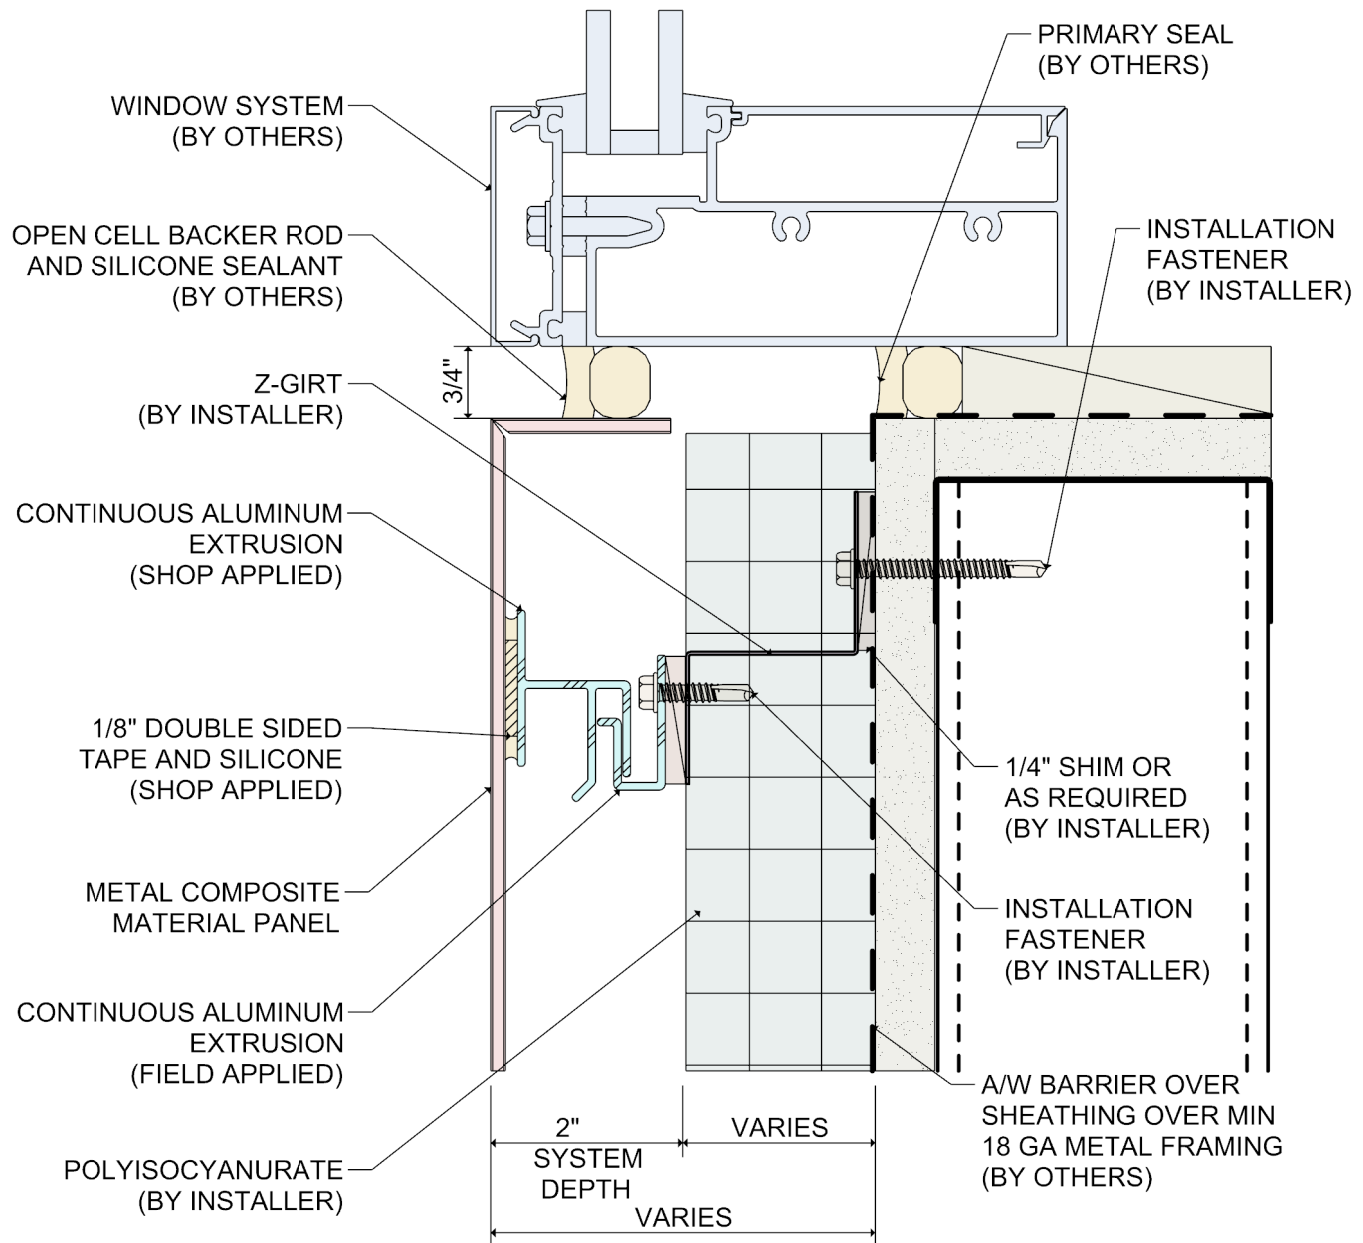 PRIMARY SEAL
(BY OTHERS)
WINDOW SYSTEM
(BY OTHERS)
OPEN CELL BACKER ROD
AND SILICONE SEALANT
(BY OTHERS)
INSTALLATION
FASTENER
(BY INSTALLER)
3/4"
Z-GIRT
(BY INSTALLER)
CONTINUOUS ALUMINUM
EXTRUSION
(SHOP APPLIED)
1/8" DOUBLE SIDED
TAPE AND SILICONE
(SHOP APPLIED)
1/4" SHIM OR
AS REQUIRED
(BY INSTALLER)
METAL COMPOSITE
MATERIAL PANEL
INSTALLATION
FASTENER
(BY INSTALLER)
CONTINUOUS ALUMINUM
EXTRUSION
(FIELD APPLIED)
A/W BARRIER OVER
SHEATHING OVER MIN
18 GA METAL FRAMING
(BY OTHERS)
POLYISOCYANURATE
(BY INSTALLER)
2"
SYSTEM
DEPTH
VARIES
VARIES